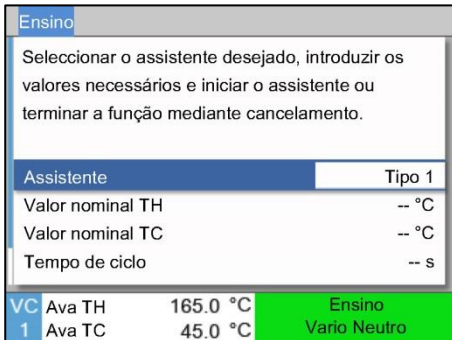 Ensino
Seleccionar o assistente desejado, introduzir os
valores necessários e iniciar o assistente ou
terminar a função mediante cancelamento.
Assistente Tipo 1
Valor nominal TH -- °C
Valor nominal TC -- °C
Tempo de ciclo -- s
VC Ava TH 165.0 °C Ensino
1 Ava TC 45.0 °C Vario Neutro